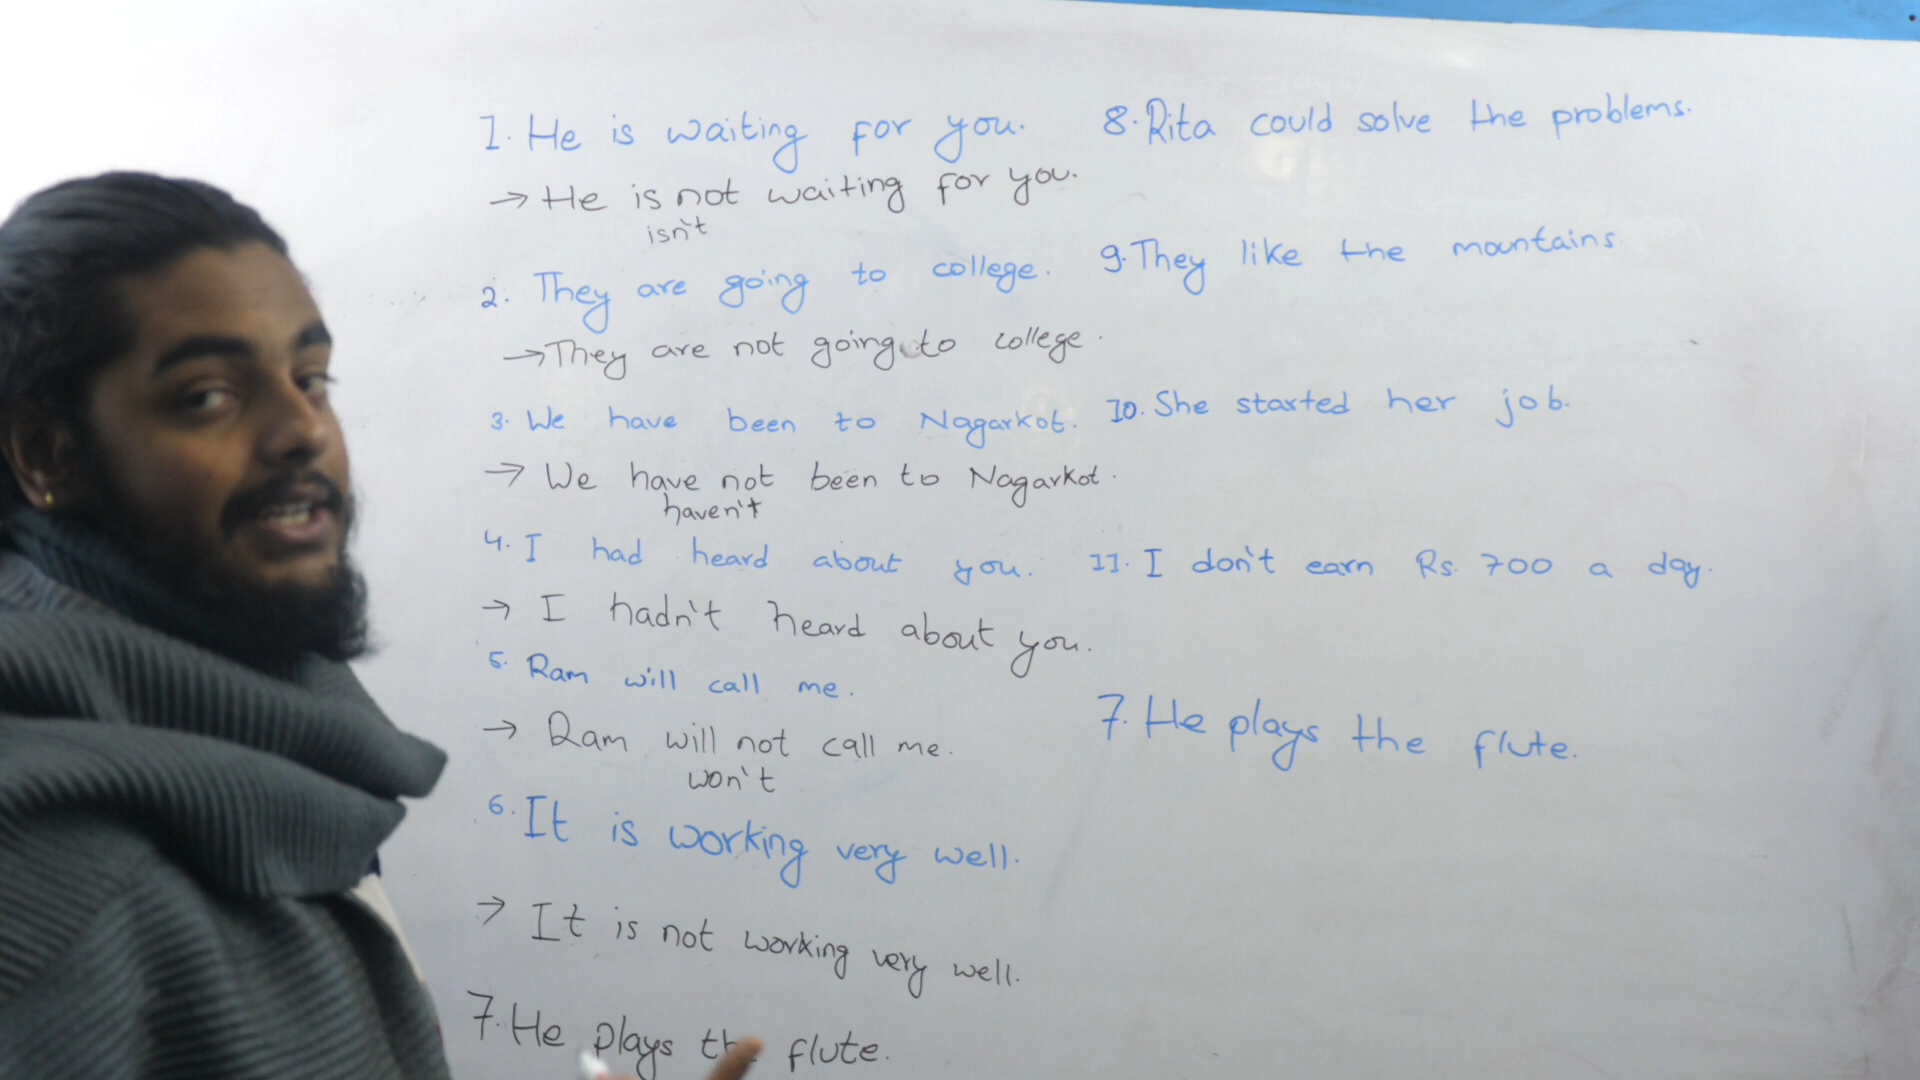 1. He is waiting for you.
→ He is not waiting for you.
isn't
2. They are going to college.
→ They are not going to college.
3. We have been to Nagarkot.
→ We have not been to Nagarkot.
haven't
4. I had heard about you.
→ I hadn't heard about you.
5. Ram will call me.
→ Ram will not call me.
won't
6. It is working very well.
→ It is not working very well.
7. He plays the flute.
8. Rita could solve the problems.
9. They like the mountains.
10. She started her job.
11. I don't earn Rs. 700 a day.
7. He plays the flute.